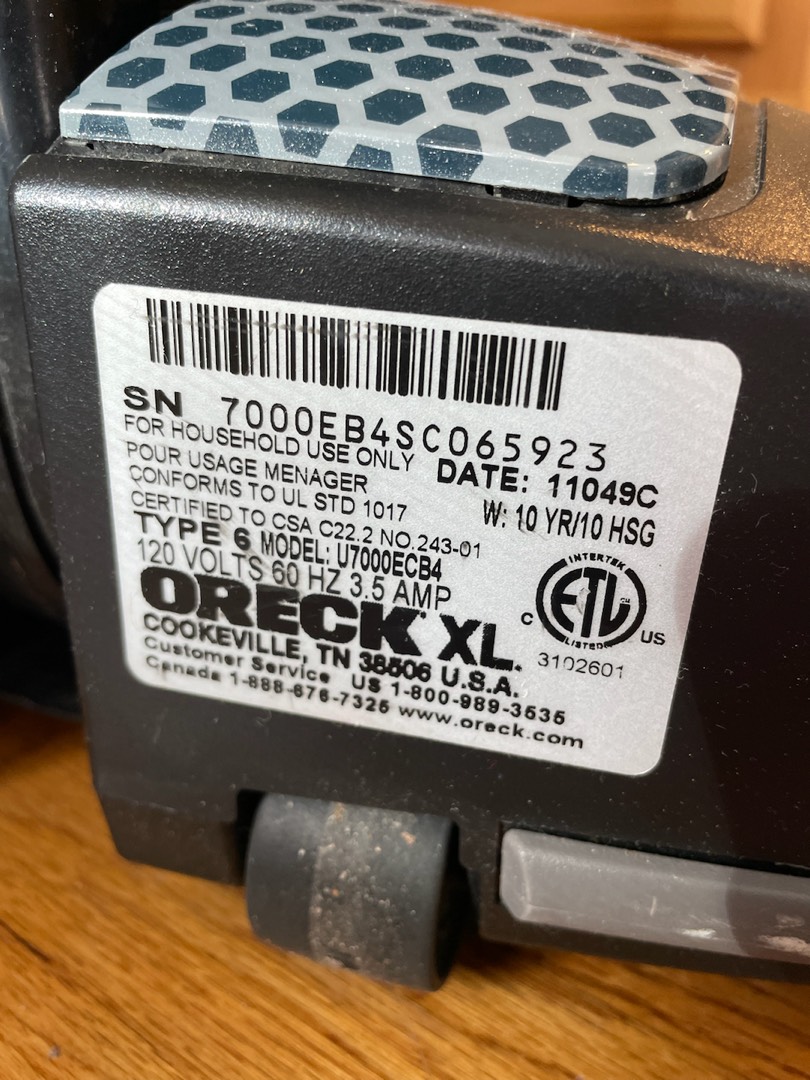 SN 7000EB4SC065923
FOR HOUSEHOLD USE ONLY DATE: 11049C
POUR USAGE MENAGER
CONFORMS TO UL STD 1017 W: 10 YR/10 HSG
CERTIFIED TO CSA C22.2 NO.243-01
TYPE 6 MODEL: U7000ECB4
120 VOLTS 60 HZ 3.5 AMP
INTERTEK
C ETL US
LISTED
3102601
ORECK XL.
COOKEVILLE, TN 38506 U.S.A.
Customer Service US 1-800-989-3535
Canada 1-888-676-7325 www.oreck.com